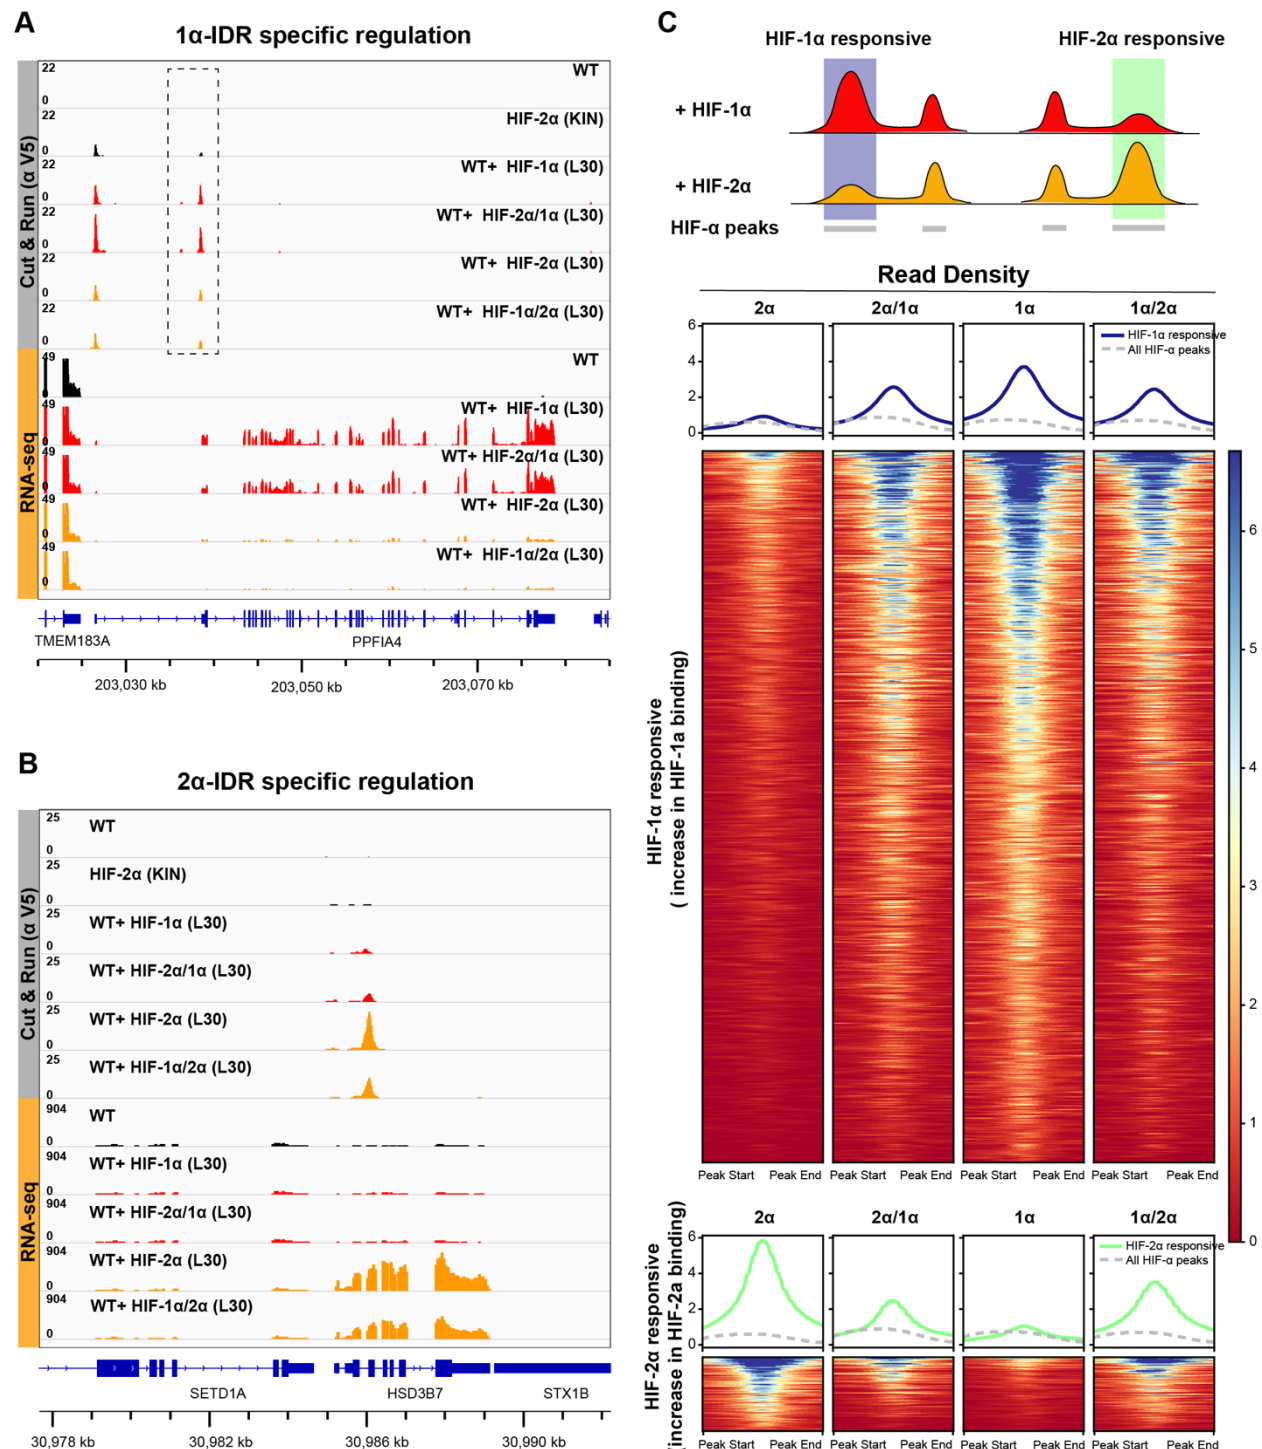 A
1α-IDR specific regulation
Cut & Run (α V5)
22
0
WT
22
0
HIF-2α (KIN)
22
0
WT+ HIF-1α (L30)
22
0
WT+ HIF-2α/1α (L30)
22
0
WT+ HIF-2α (L30)
22
0
WT+ HIF-1α/2α (L30)
RNA-seq
49
0
WT
49
0
WT+ HIF-1α (L30)
49
0
WT+ HIF-2α/1α (L30)
49
0
WT+ HIF-2α (L30)
49
0
WT+ HIF-1α/2α (L30)
TMEM183A
PPFIA4
203,030 kb
203,050 kb
203,070 kb
B
2α-IDR specific regulation
Cut & Run (α V5)
25
0
WT
25
0
HIF-2α (KIN)
25
0
WT+ HIF-1α (L30)
25
0
WT+ HIF-2α/1α (L30)
25
0
WT+ HIF-2α (L30)
25
0
WT+ HIF-1α/2α (L30)
RNA-seq
904
0
WT
904
0
WT+ HIF-1α (L30)
904
0
WT+ HIF-2α/1α (L30)
904
0
WT+ HIF-2α (L30)
904
0
WT+ HIF-1α/2α (L30)
SETD1A
HSD3B7
STX1B
30,978 kb
30,982 kb
30,986 kb
30,990 kb
C
HIF-1α responsive
HIF-2α responsive
+ HIF-1α
+ HIF-2α
HIF-α peaks
Read Density
2α
2α/1α
1α
1α/2α
6
4
2
0
HIF-1α responsive
All HIF-α peaks
HIF-1α responsive
( increase in HIF-1a binding)
6
5
4
3
2
1
0
Peak Start
Peak End
Peak Start
Peak End
Peak Start
Peak End
Peak Start
Peak End
2α
2α/1α
1α
1α/2α
6
4
2
0
HIF-2α responsive
All HIF-α peaks
HIF-2α responsive
(increase in HIF-2a binding)
Peak Start
Peak End
Peak Start
Peak End
Peak Start
Peak End
Peak Start
Peak End